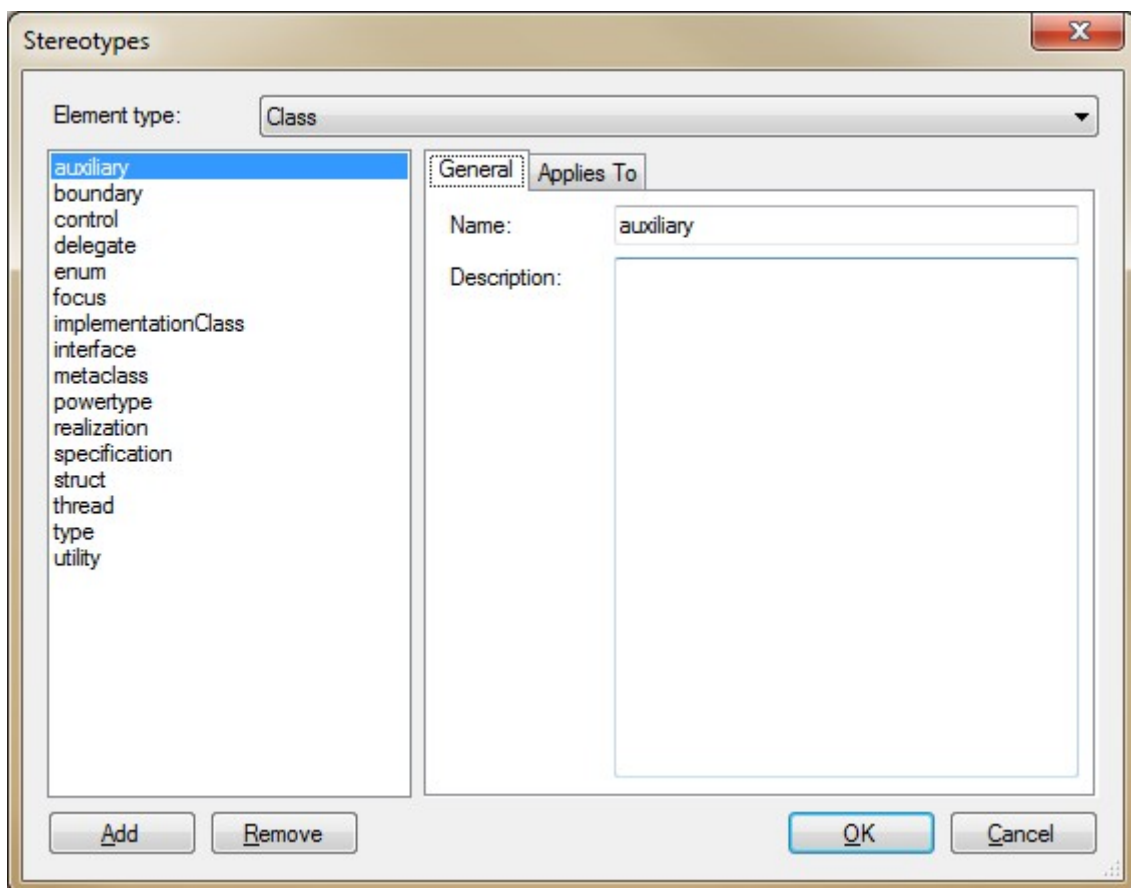 Stereotypes
Element type: Class
auxiliary
boundary
control
delegate
enum
focus
implementationClass
interface
metaclass
powertype
realization
specification
struct
thread
type
utility
General Applies To
Name: auxiliary
Description:
Add Remove OK Cancel